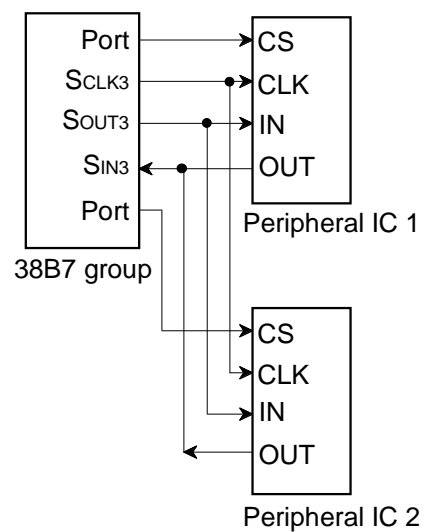 Port
SCLK3
SOUT3
SIN3
Port
38B7 group
CS
CLK
IN
OUT
Peripheral IC 1
CS
CLK
IN
OUT
Peripheral IC 2